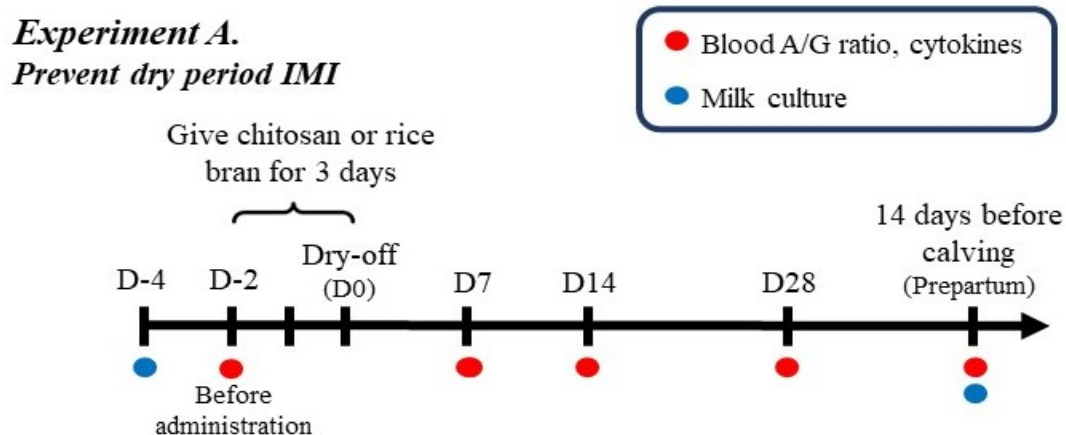 Experiment A.
Prevent dry period IMI
Blood A/G ratio, cytokines
Milk culture
Give chitosan or rice
bran for 3 days
14 days before
calving
(Prepartum)
Dry-off
(D0)
D-4
D-2
D7
D14
D28
Before
administration